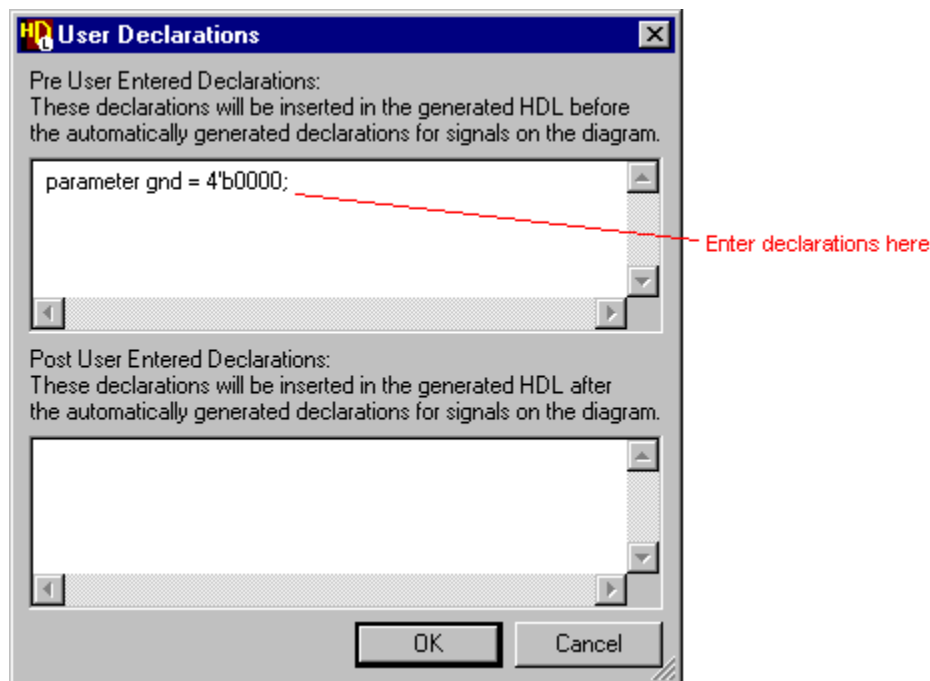 HDL User Declarations
Pre User Entered Declarations:
These declarations will be inserted in the generated HDL before
the automatically generated declarations for signals on the diagram.
parameter gnd = 4'b0000;
Enter declarations here
Post User Entered Declarations:
These declarations will be inserted in the generated HDL after
the automatically generated declarations for signals on the diagram.
OK Cancel